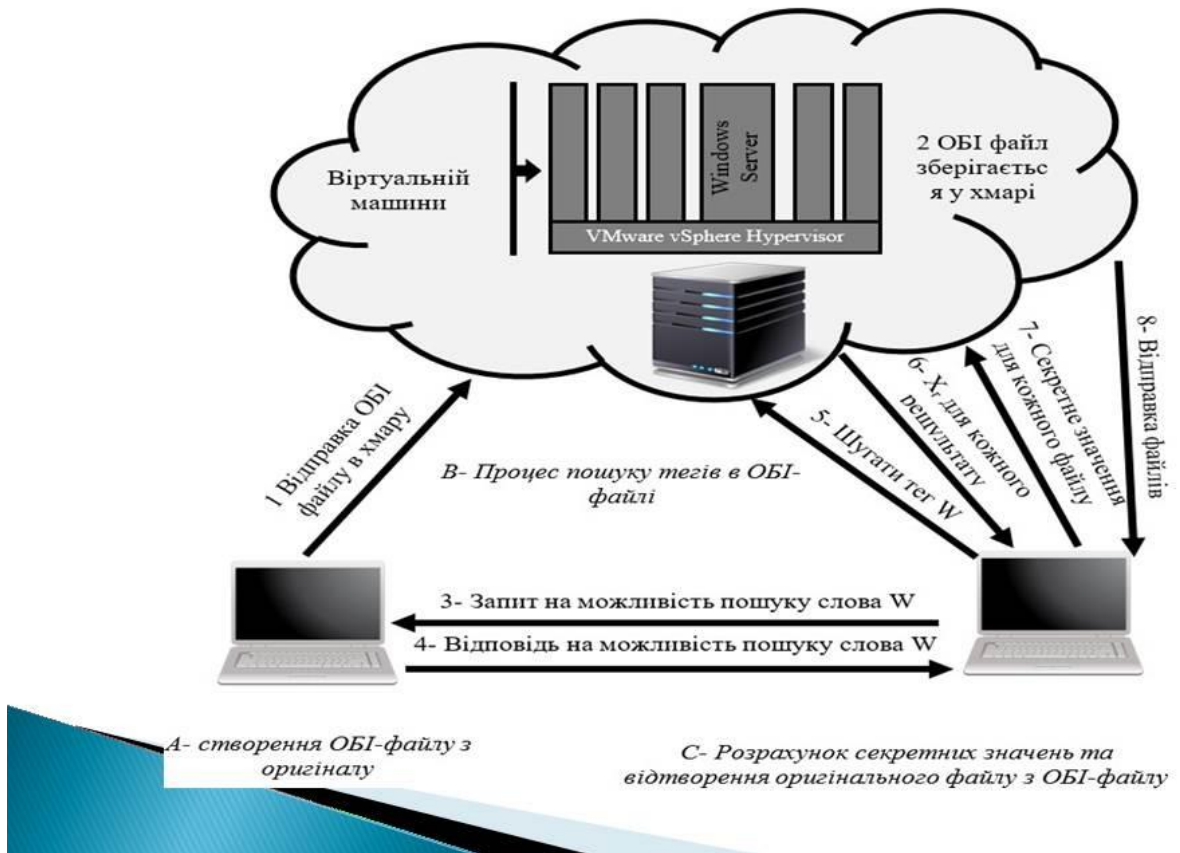 Віртуальній
машини
Windows
Server
VMware vSphere Hypervisor
2 ОБІ файл
зберігаєтьс
я у хмарі
1 Відправка ОБІ
файлу в хмару
B- Процес пошуку тегів в ОБІ-
файлі
5- Шугати тег W
6- Xᵣ для кожного
решультату
7- Секретне значення
для кожного файлу
8- Відправка файлів
3- Запит на можливість пошуку слова W
4- Відповідь на можливість пошуку слова W
A- створення ОБІ-файлу з
оригіналу
C- Розрахунок секретних значень та
відтворення оригінального файлу з ОБІ-файлу